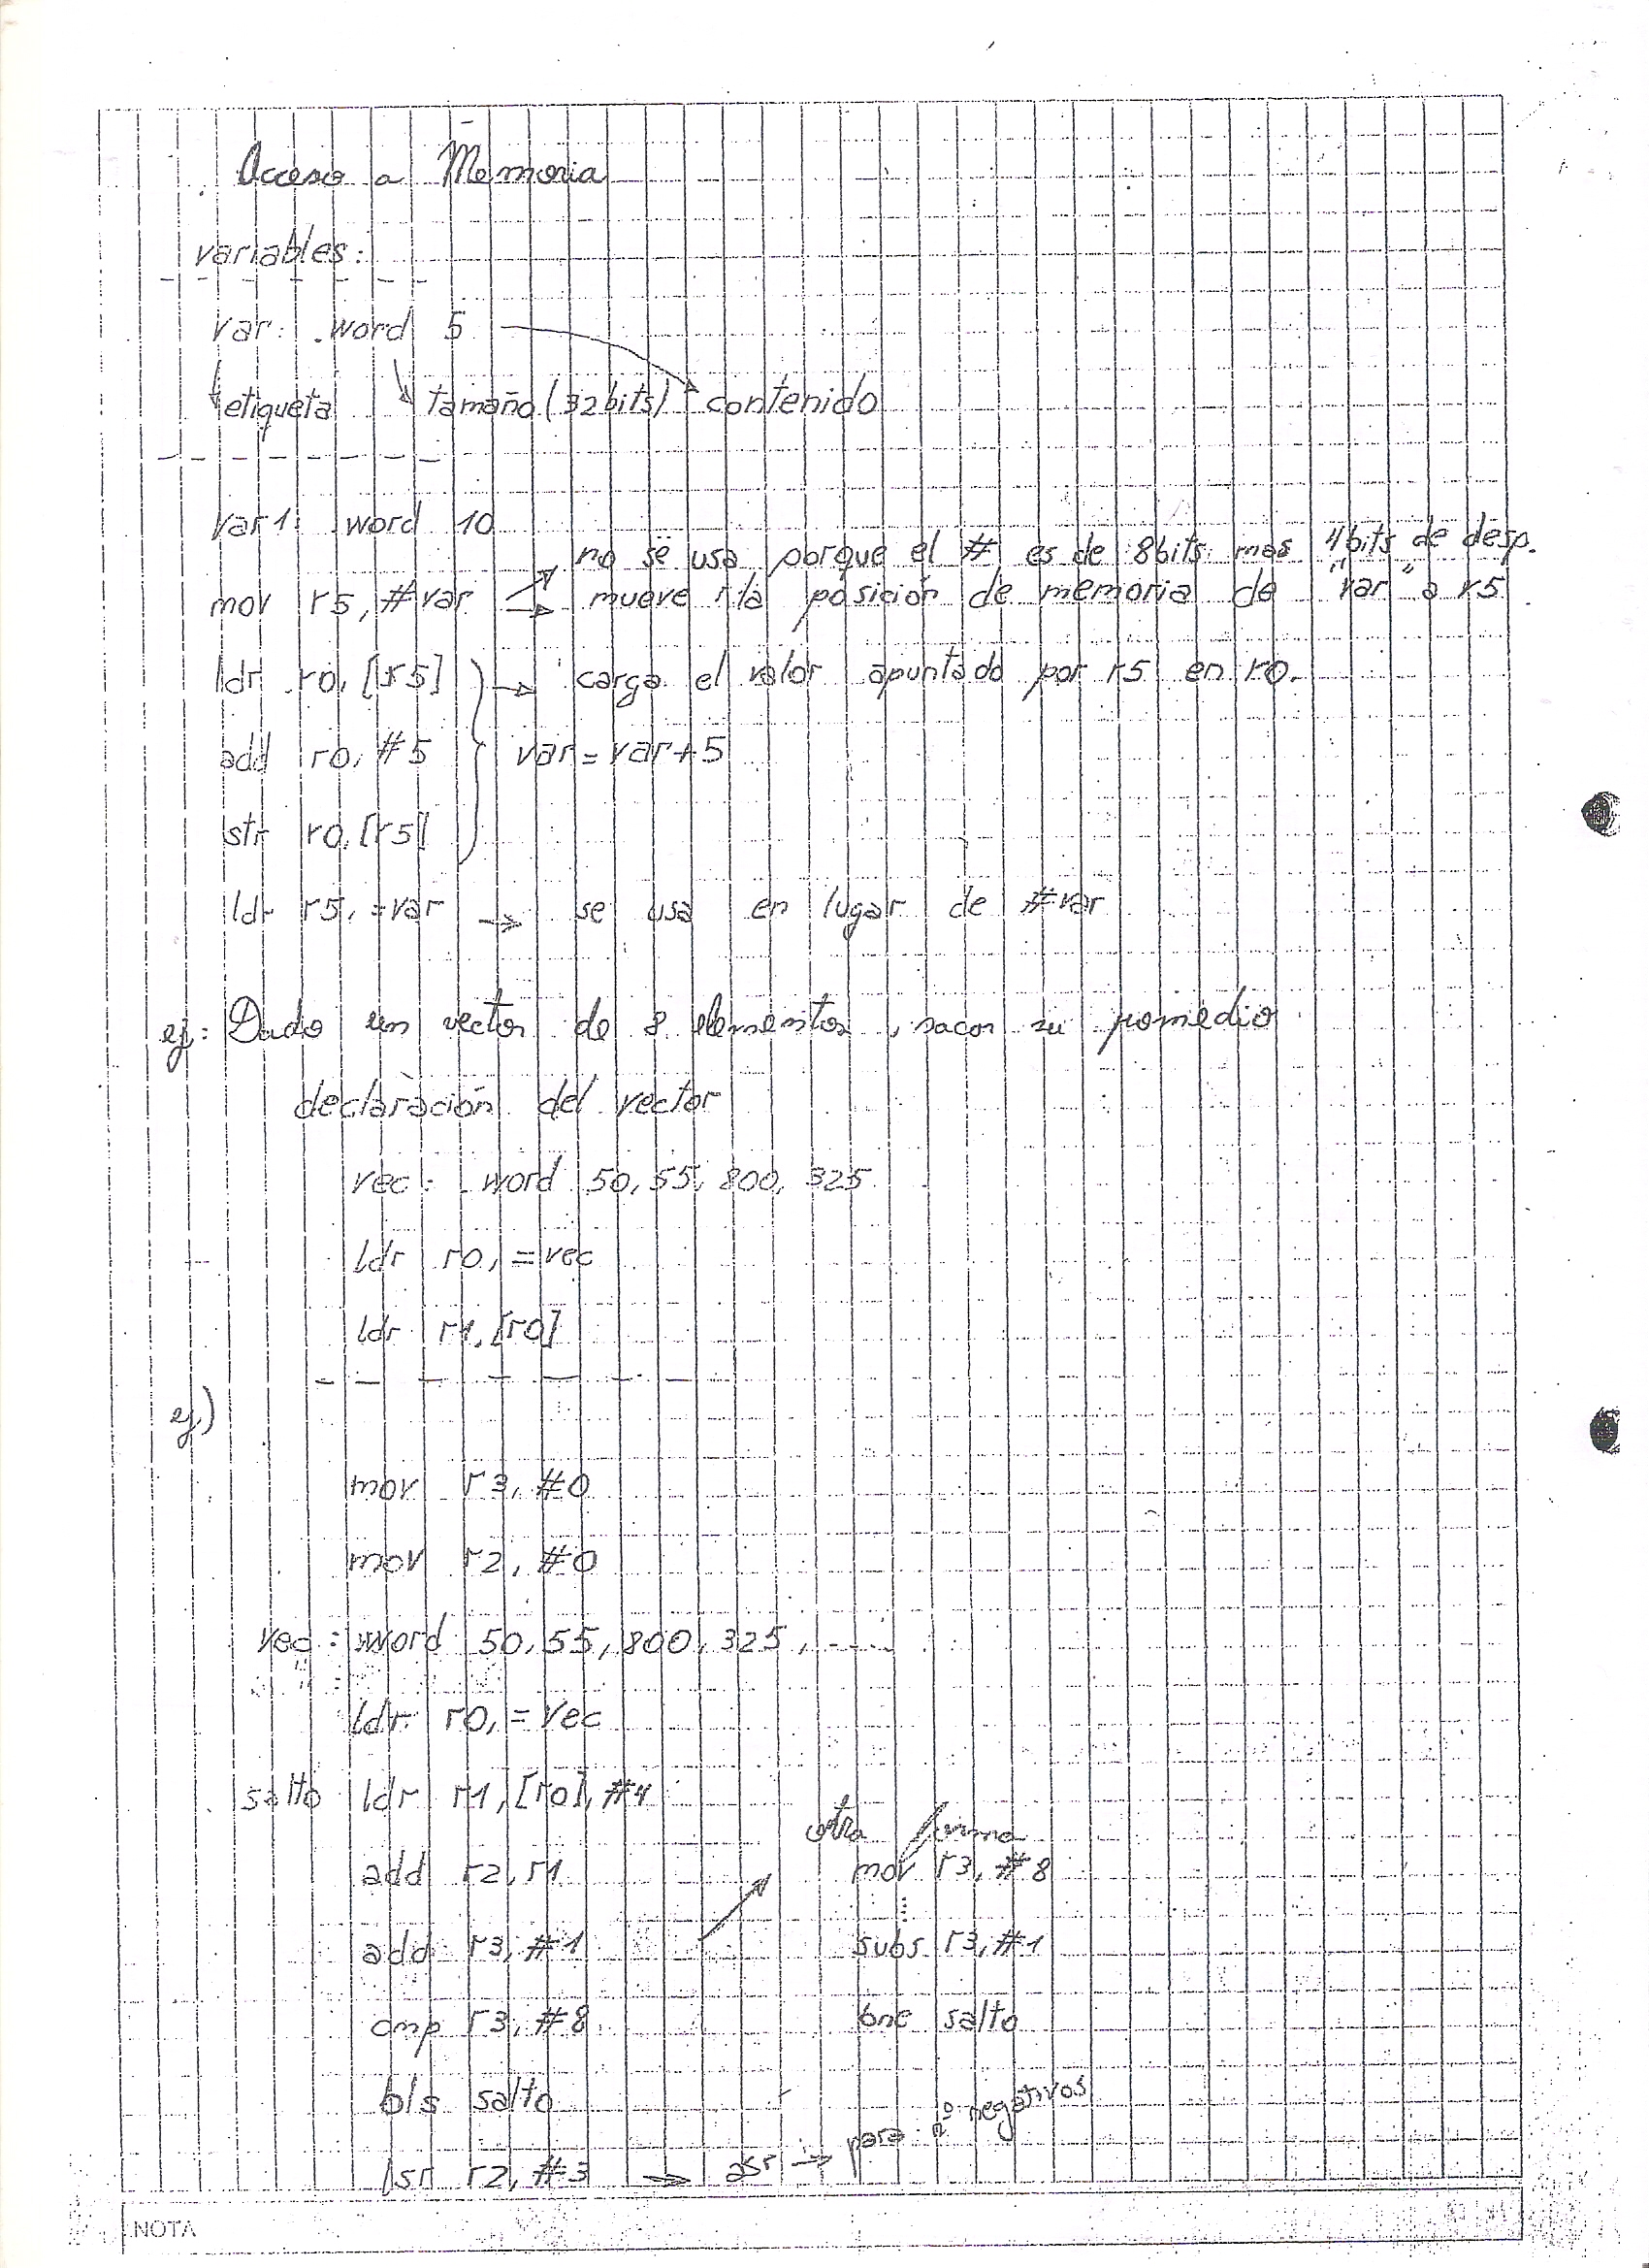 Acceso a Memoria
variables:
var: .word 5
etiqueta tamaño (32bits) contenido
var1: word 10
no se usa porque el # es de 8bits mas 4bits de desp.
mov r5, #var mueve la posición de memoria de "var" a r5.
ldr r0, [r5] carga el valor apuntado por r5 en r0.
add r0, #5 var = var+5
str r0, [r5]
ldr r5, =var se usa en lugar de #var
ej: Dado un vector de 8 elementos, sacar su pomedio
declaración del vector
vec: .word 50, 55, 800, 325
ldr r0, =vec
ldr r1, [r0]
ej)
mov r3, #0
mov r2, #0
vec: word 50, 55, 800, 325, ----
ldr r0, =vec
salto ldr r1, [r0], #4
otra forma
add r2, r1 mov r3, #8
add r3, #1 subs r3, #1
cmp r3, #8 bne salto
bls salto
lsr r2, #3 asr para nº negativos
NOTA